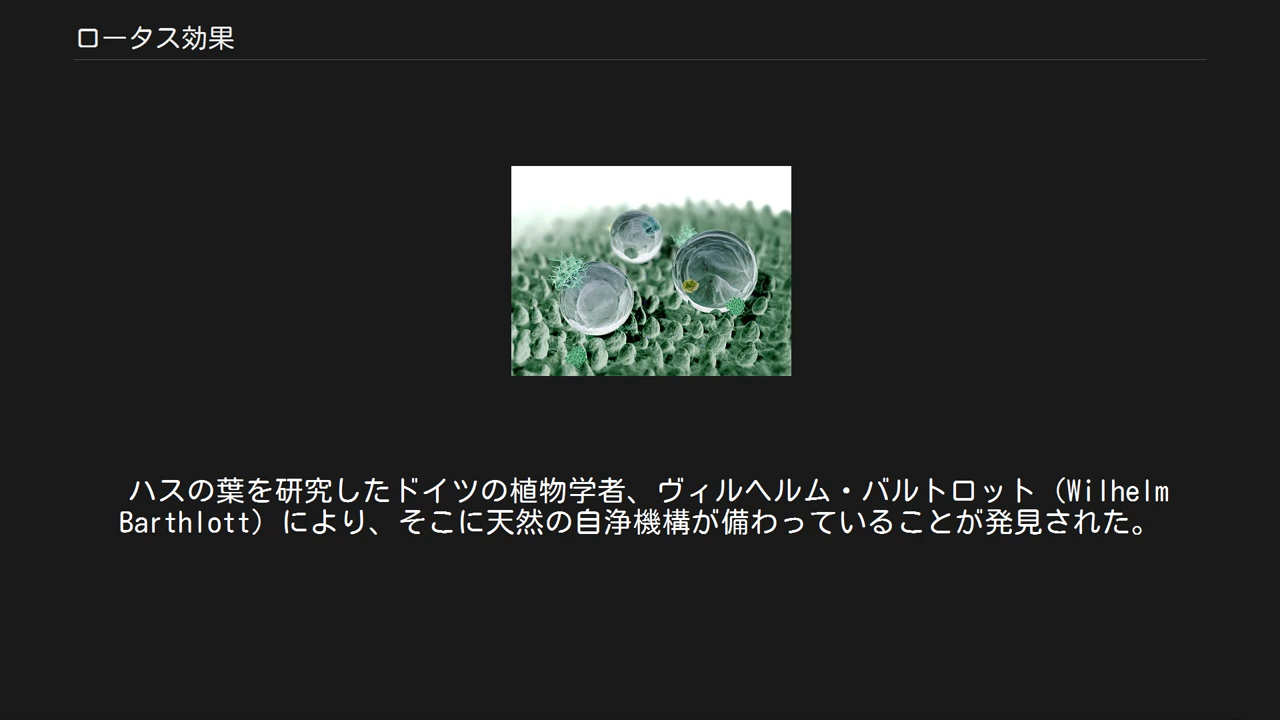 ロータス効果
ハスの葉を研究したドイツの植物学者、ヴィルヘルム・バルトロット（Wilhelm
Barthlott）により、そこに天然の自浄機構が備わっていることが発見された。